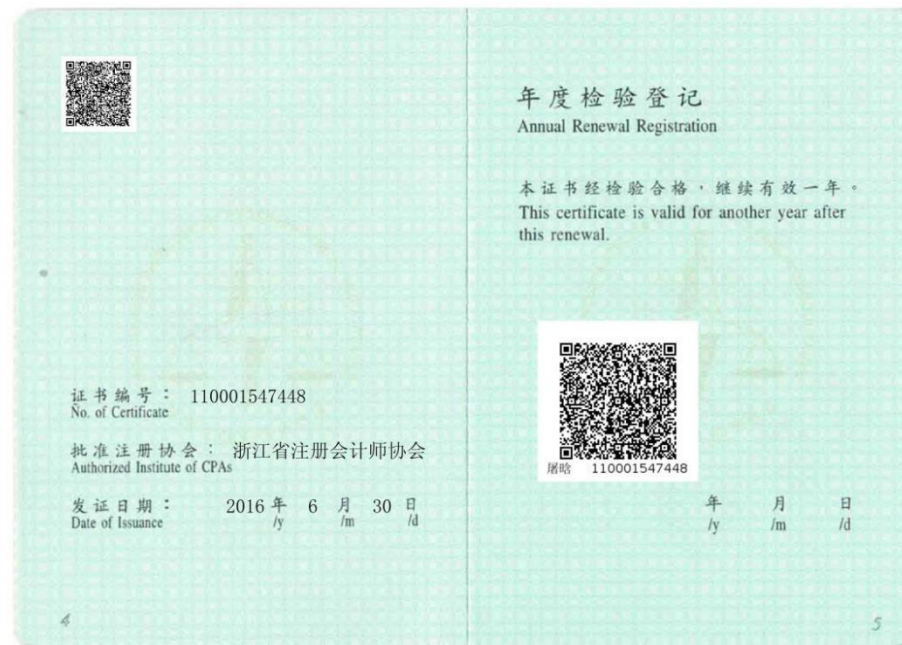 证书编号： 110001547448
No. of Certificate
批准注册协会： 浙江省注册会计师协会
Authorized Institute of CPAs
发证日期： 2016 年 6 月 30 日
Date of Issuance /y /m /d
4
年度检验登记
Annual Renewal Registration
本证书经检验合格，继续有效一年。
This certificate is valid for another year after
this renewal.
屠晗 110001547448
年 月 日
/y /m /d
5